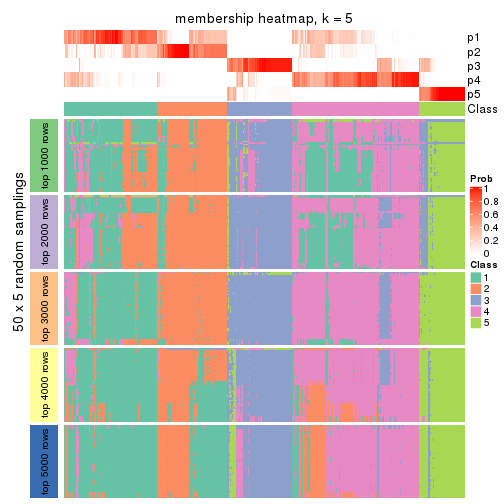 membership heatmap, k = 5
p1
p2
p3
p4
p5
Class
50 x 5 random samplings
top 1000 rows
top 2000 rows
top 3000 rows
top 4000 rows
top 5000 rows
Prob
1
0.8
0.6
0.4
0.2
0
Class
1
2
3
4
5